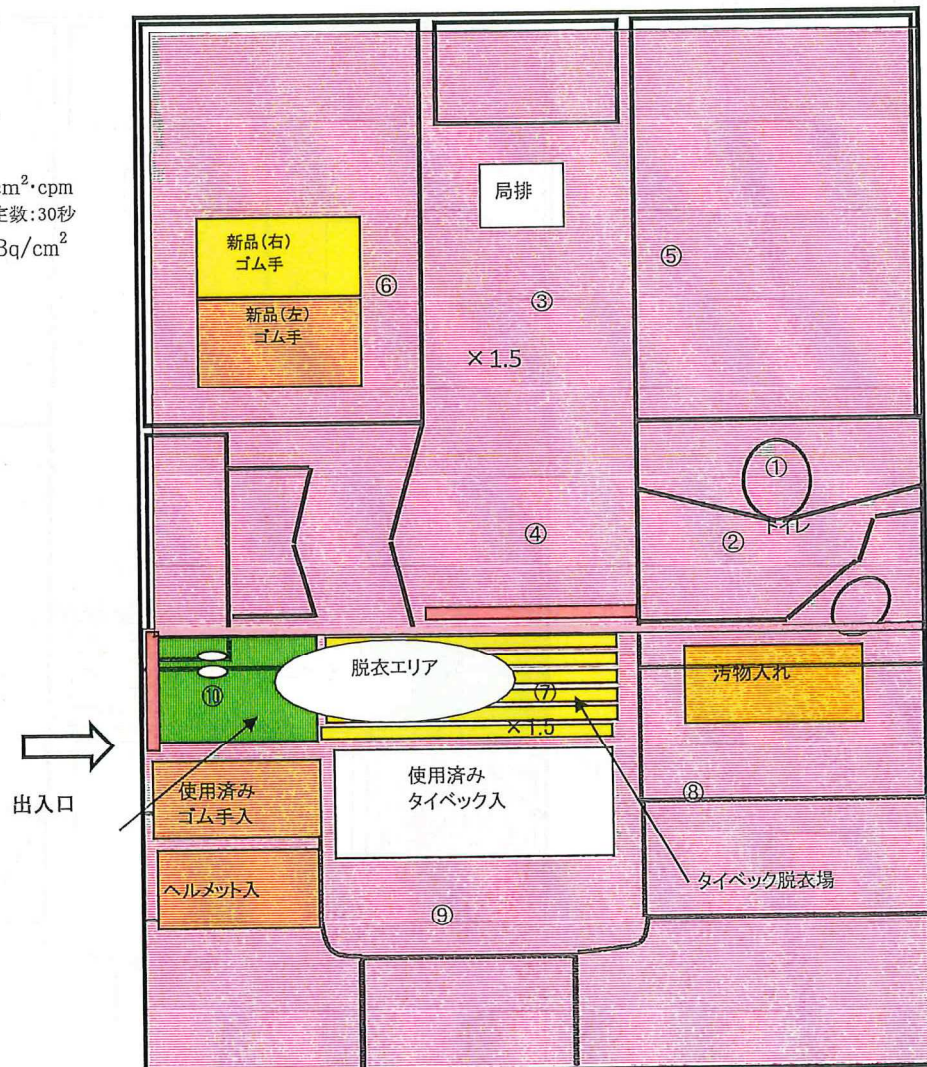 cm²・cpm
定数:30秒
Bq/cm²
局排
新品(右)
ゴム手
新品(左)
ゴム手
⑥
③
⑤
×1.5
①
トイレ
②
④
脱衣エリア
⑦
×1.5
⑩
汚物入れ
出入口
使用済み
ゴム手入
使用済み
タイベック入
⑧
ヘルメット入
タイベック脱衣場
⑨